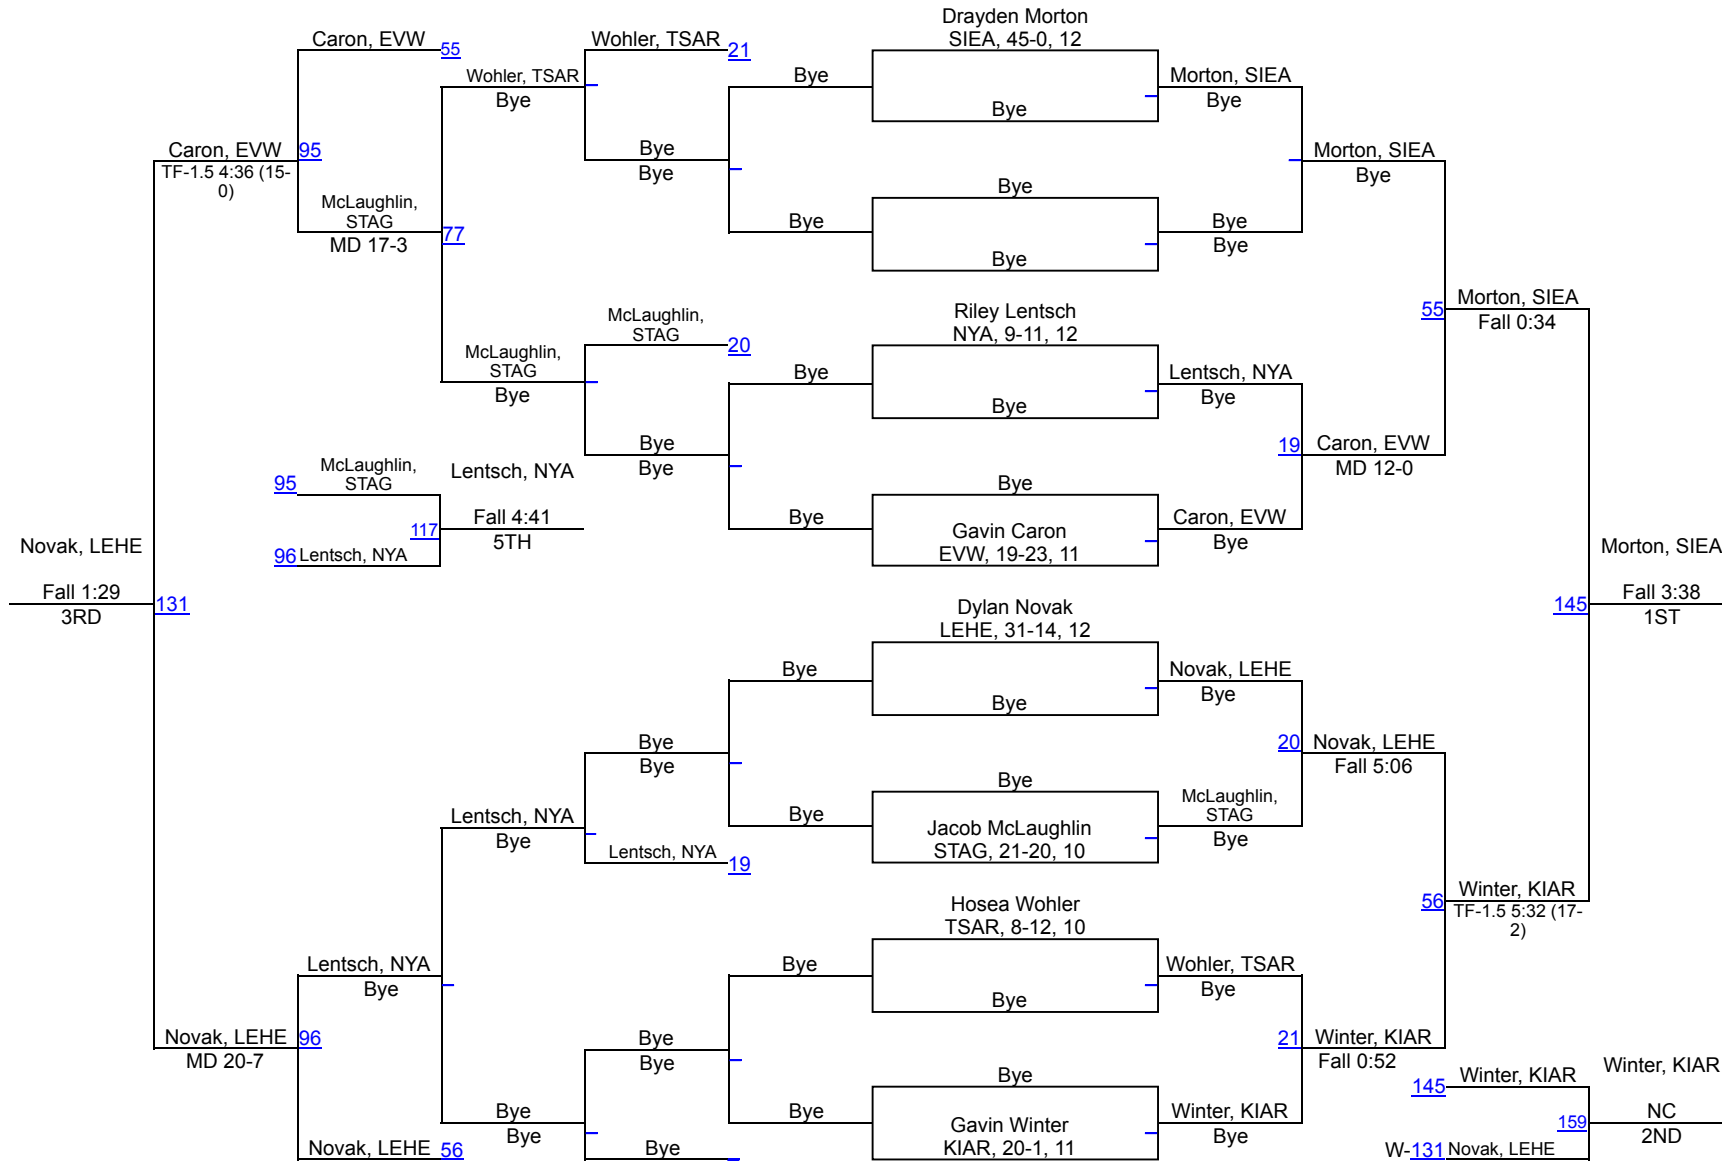 Drayden Morton
SIEA, 45-0, 12
Caron, EVW 55
Wohler, TSAR 21
Wohler, TSAR
Bye
Bye
Bye
Morton, SIEA
Bye
Caron, EVW 95
TF-1.5 4:36 (15-
0)
Bye
Bye
Morton, SIEA
Bye
McLaughlin,
STAG
MD 17-3
77
Bye
Bye
Bye
Bye
Bye
Riley Lentsch
NYA, 9-11, 12
McLaughlin,
STAG 20
55 Morton, SIEA
Fall 0:34
McLaughlin,
STAG
Bye
Bye
Bye
Lentsch, NYA
Bye
Bye
Bye
19 Caron, EVW
MD 12-0
95 McLaughlin,
STAG
Lentsch, NYA
117 Fall 4:41
5TH
96 Lentsch, NYA
Bye
Bye
Gavin Caron
EVW, 19-23, 11
Caron, EVW
Bye
Novak, LEHE
Fall 1:29
3RD
131
Morton, SIEA
145 Fall 3:38
1ST
Dylan Novak
LEHE, 31-14, 12
Bye
Bye
Novak, LEHE
Bye
Bye
Bye
20 Novak, LEHE
Fall 5:06
Lentsch, NYA
Bye
Lentsch, NYA 19
Bye
Bye
Jacob McLaughlin
STAG, 21-20, 10
McLaughlin,
STAG
Bye
Hosea Wohler
TSAR, 8-12, 10
56 Winter, KIAR
TF-1.5 5:32 (17-
2)
Lentsch, NYA
Bye
Bye
Bye
Wohler, TSAR
Bye
Novak, LEHE 96
MD 20-7
Bye
Bye
21 Winter, KIAR
Fall 0:52
Bye
Bye
Bye
Gavin Winter
KIAR, 20-1, 11
Winter, KIAR
Bye
Novak, LEHE 56
Bye
Bye
145 Winter, KIAR
Winter, KIAR
159 NC
2ND
W-131 Novak, LEHE